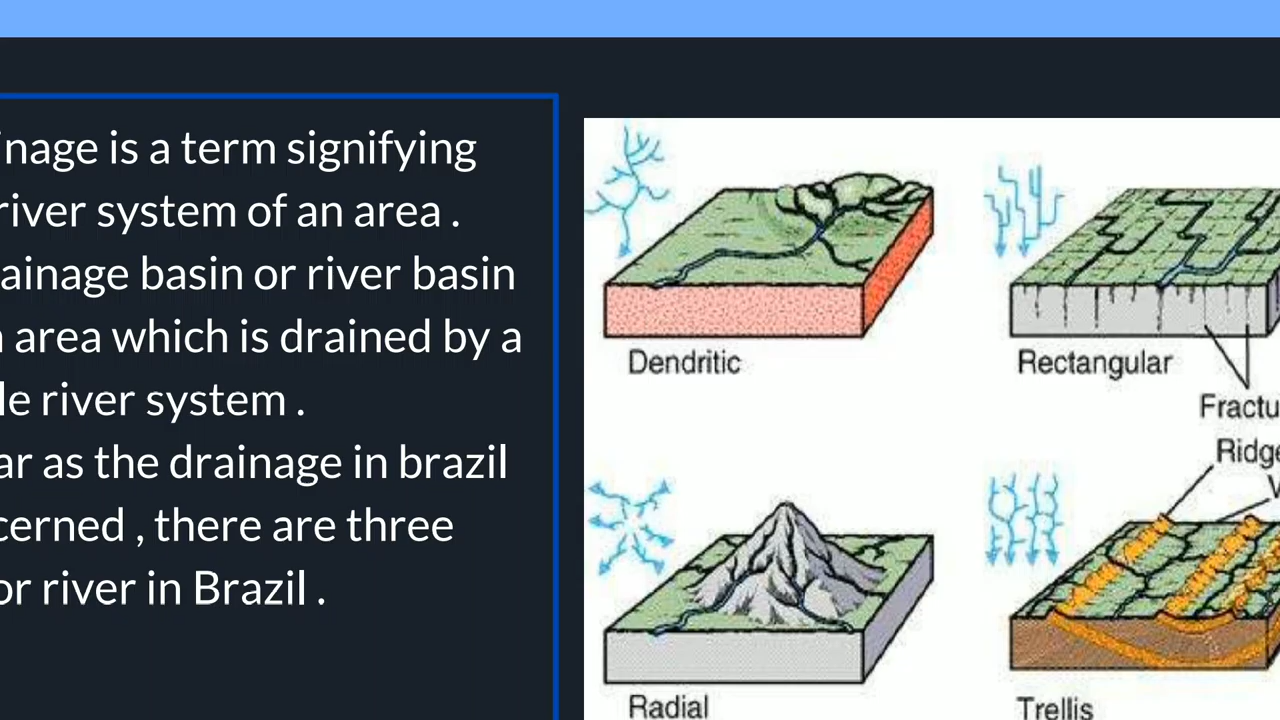 inage is a term signifying
river system of an area .
ainage basin or river basin
area which is drained by a
le river system .
ar as the drainage in brazil
cerned , there are three
or river in Brazil .
Dendritic
Rectangular
Fractu
Ridge
V
Radial
Trellis